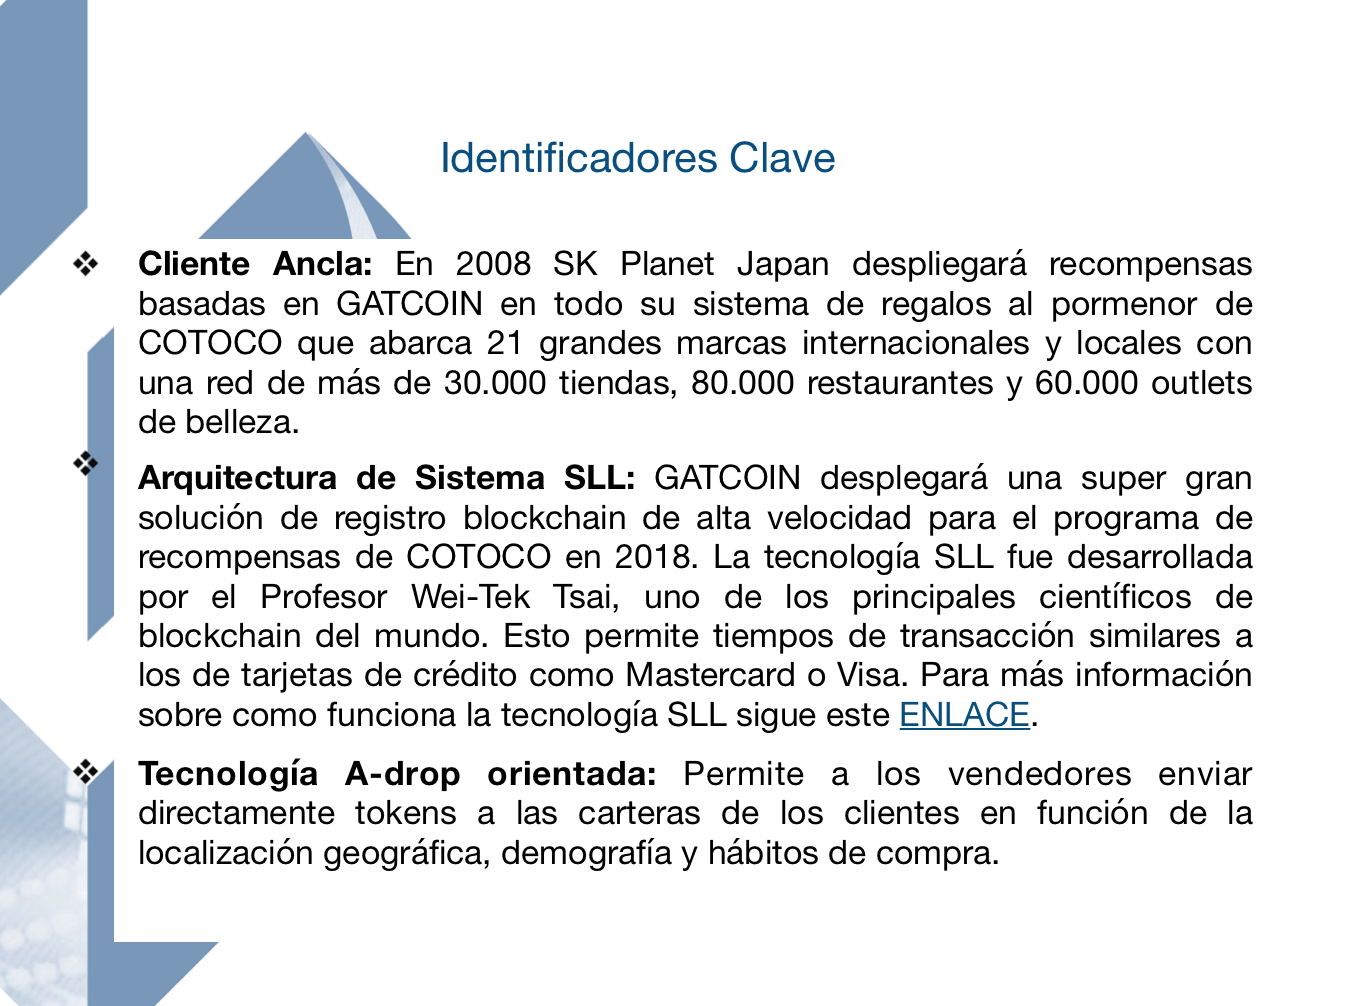 Identificadores Clave
❖ Cliente Ancla: En 2008 SK Planet Japan despliegará recompensas
basadas en GATCOIN en todo su sistema de regalos al pormenor de
COTOCO que abarca 21 grandes marcas internacionales y locales con
una red de más de 30.000 tiendas, 80.000 restaurantes y 60.000 outlets
de belleza.
❖ Arquitectura de Sistema SLL: GATCOIN desplegará una super gran
solución de registro blockchain de alta velocidad para el programa de
recompensas de COTOCO en 2018. La tecnología SLL fue desarrollada
por el Profesor Wei-Tek Tsai, uno de los principales científicos de
blockchain del mundo. Esto permite tiempos de transacción similares a
los de tarjetas de crédito como Mastercard o Visa. Para más información
sobre como funciona la tecnología SLL sigue este ENLACE.
❖ Tecnología A-drop orientada: Permite a los vendedores enviar
directamente tokens a las carteras de los clientes en función de la
localización geográfica, demografía y hábitos de compra.